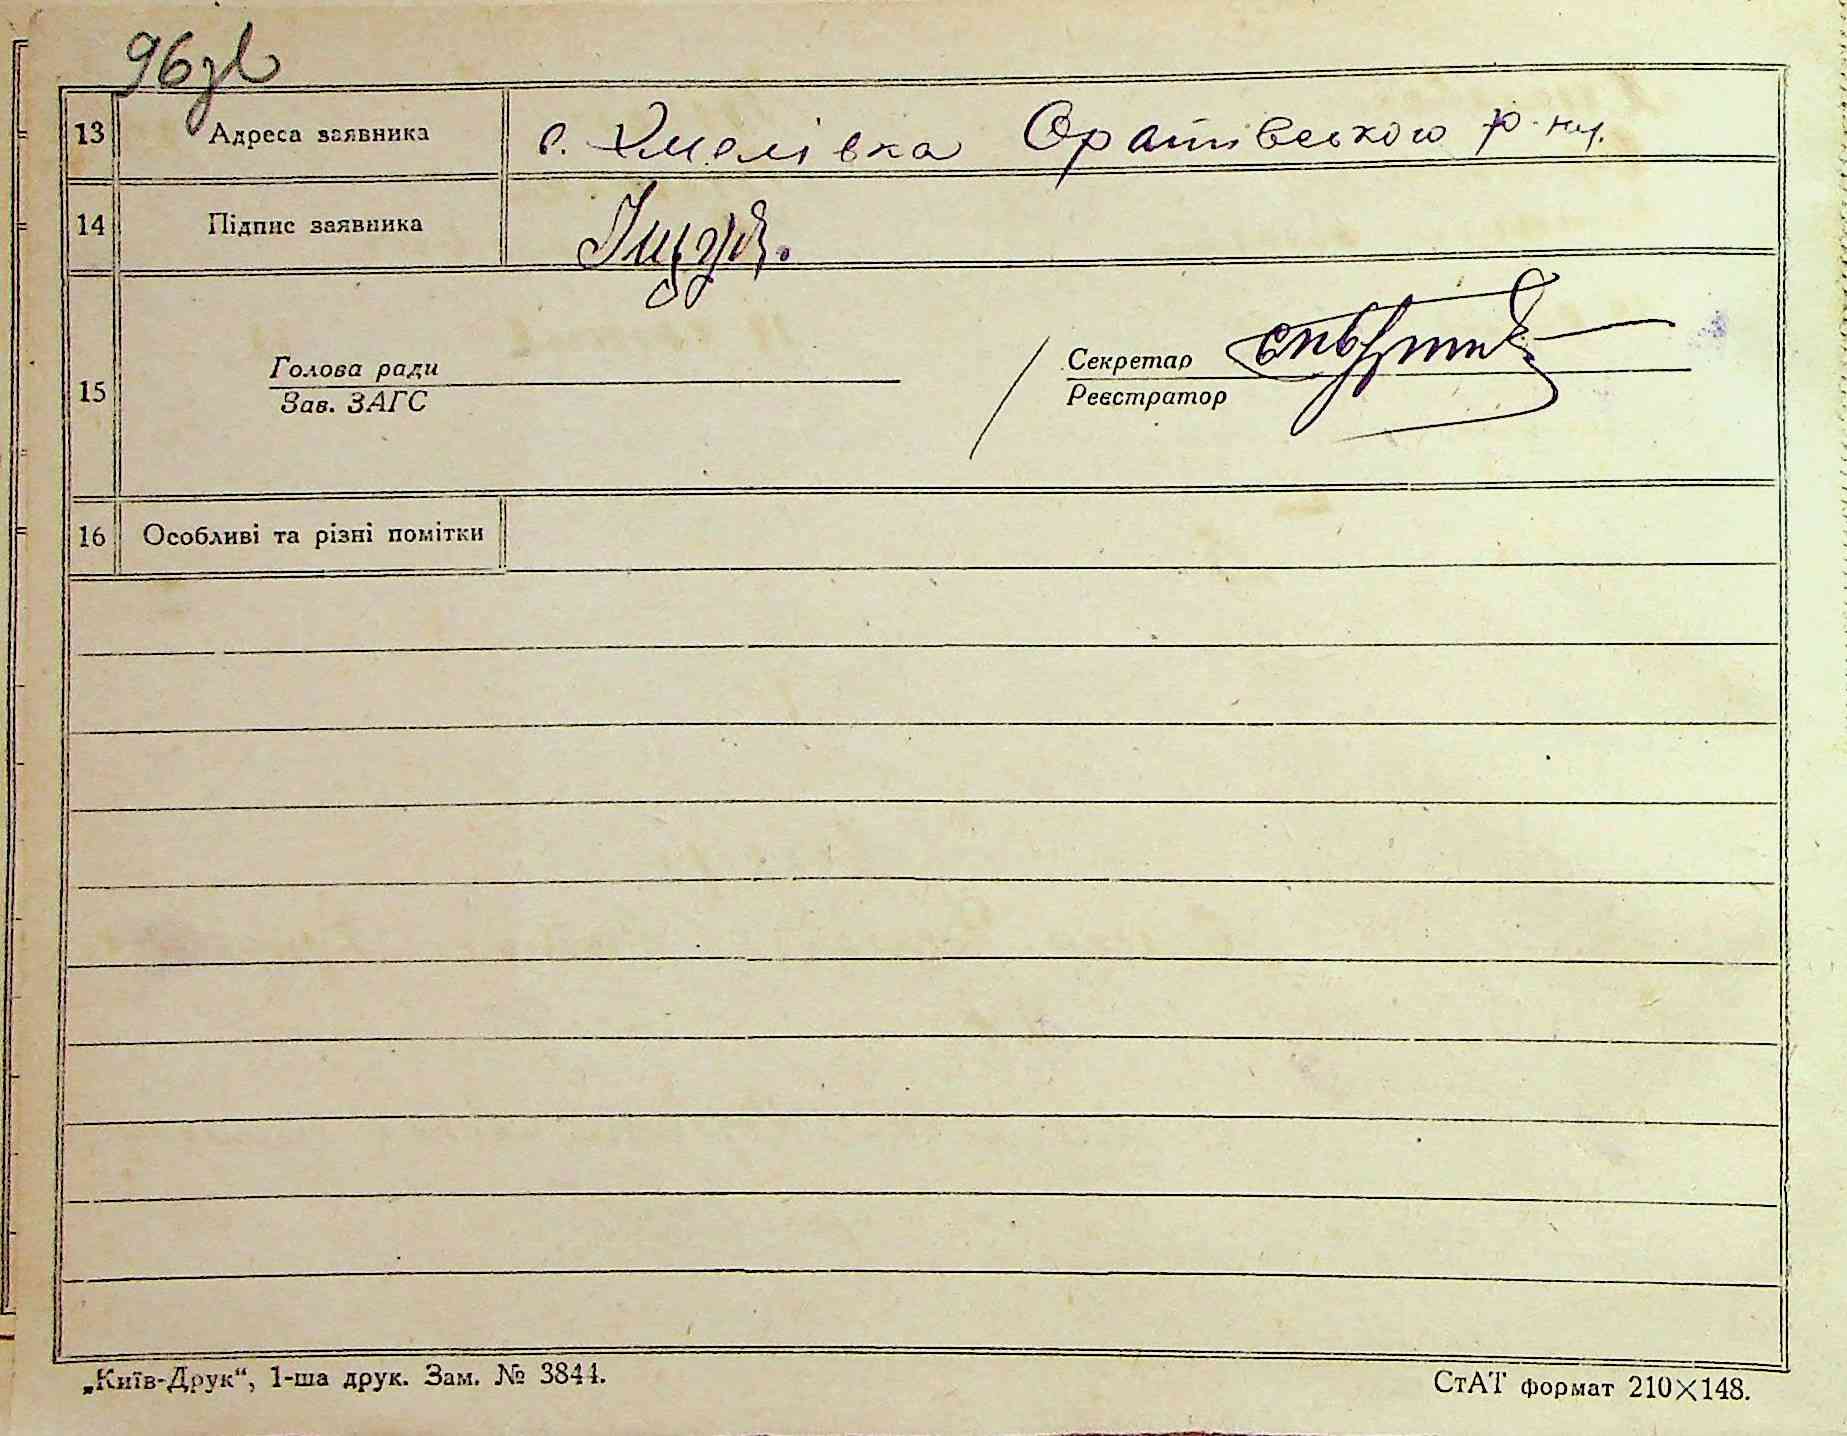 96зв
13 Адреса заявника с. Хмелівка Оратівського р-ну.
14 Підпис заявника
15 Голова ради Секретар
Зав. ЗАГС Реєстратор
16 Особливі та різні помітки
„Київ-Друк“, 1-ша друк. Зам. № 3844. СтАТ формат 210×148.